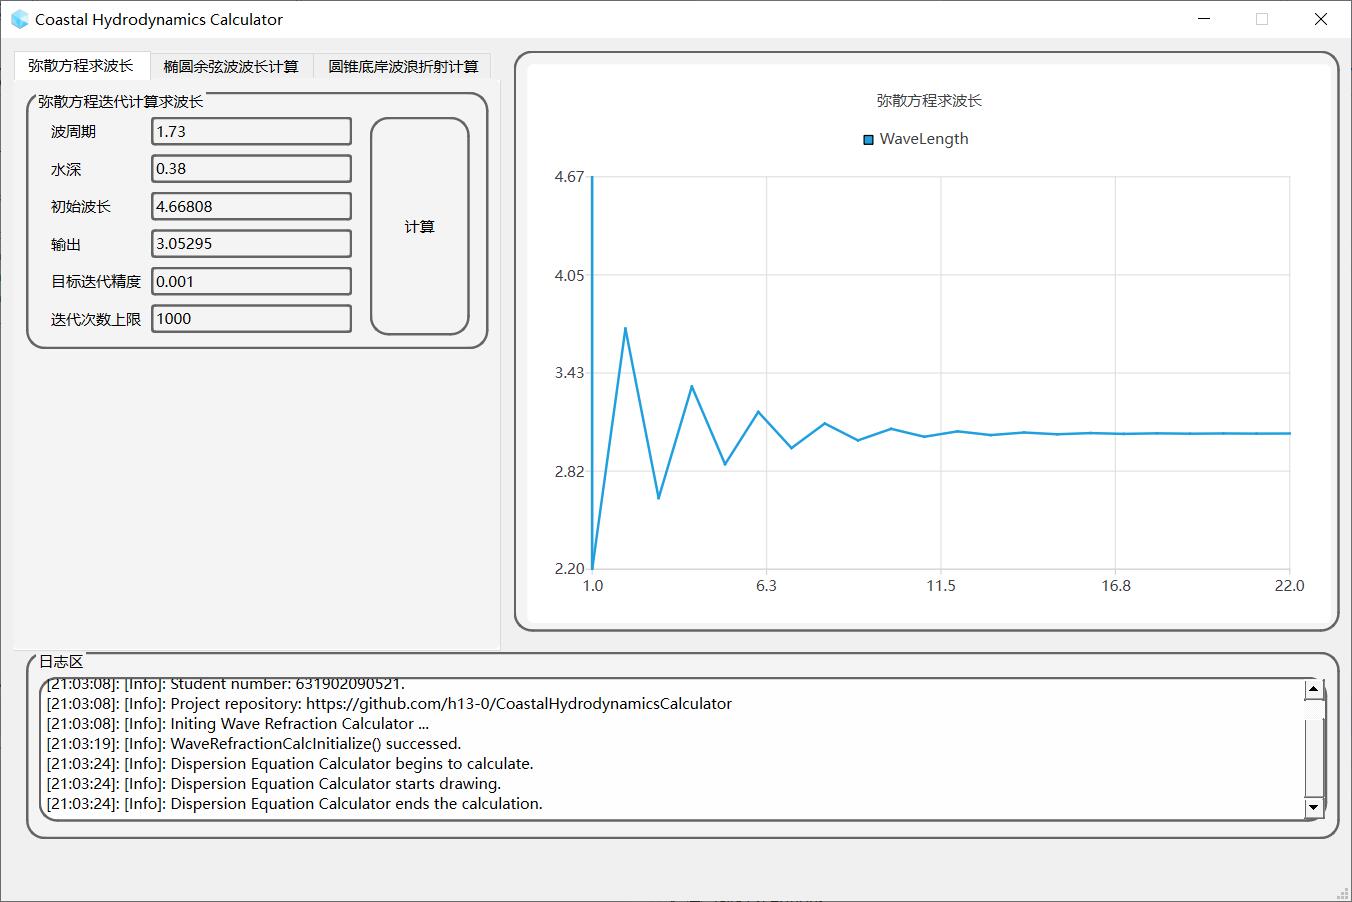 Coastal Hydrodynamics Calculator
弥散方程求波长 椭圆余弦波波长计算 圆锥底岸波浪折射计算
弥散方程迭代计算求波长
波周期 1.73
水深 0.38
初始波长 4.66808
输出 3.05295
目标迭代精度 0.001
迭代次数上限 1000
计算
弥散方程求波长
WaveLength
4.67
4.05
3.43
2.82
2.20
1.0 6.3 11.5 16.8 22.0
日志区
[21:03:08]: [Info]: Student number: 631902090521.
[21:03:08]: [Info]: Project repository: https://github.com/h13-0/CoastalHydrodynamicsCalculator
[21:03:08]: [Info]: Initing Wave Refraction Calculator ...
[21:03:19]: [Info]: WaveRefractionCalcInitialize() successed.
[21:03:24]: [Info]: Dispersion Equation Calculator begins to calculate.
[21:03:24]: [Info]: Dispersion Equation Calculator starts drawing.
[21:03:24]: [Info]: Dispersion Equation Calculator ends the calculation.